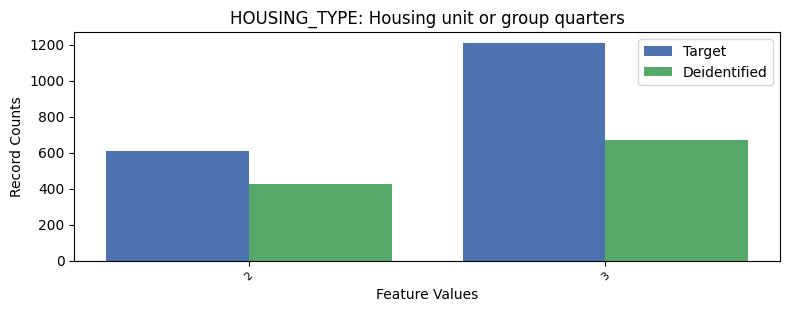 HOUSING_TYPE: Housing unit or group quarters
Target
Deidentified
Record Counts
1200
1000
800
600
400
200
0
2
3
Feature Values